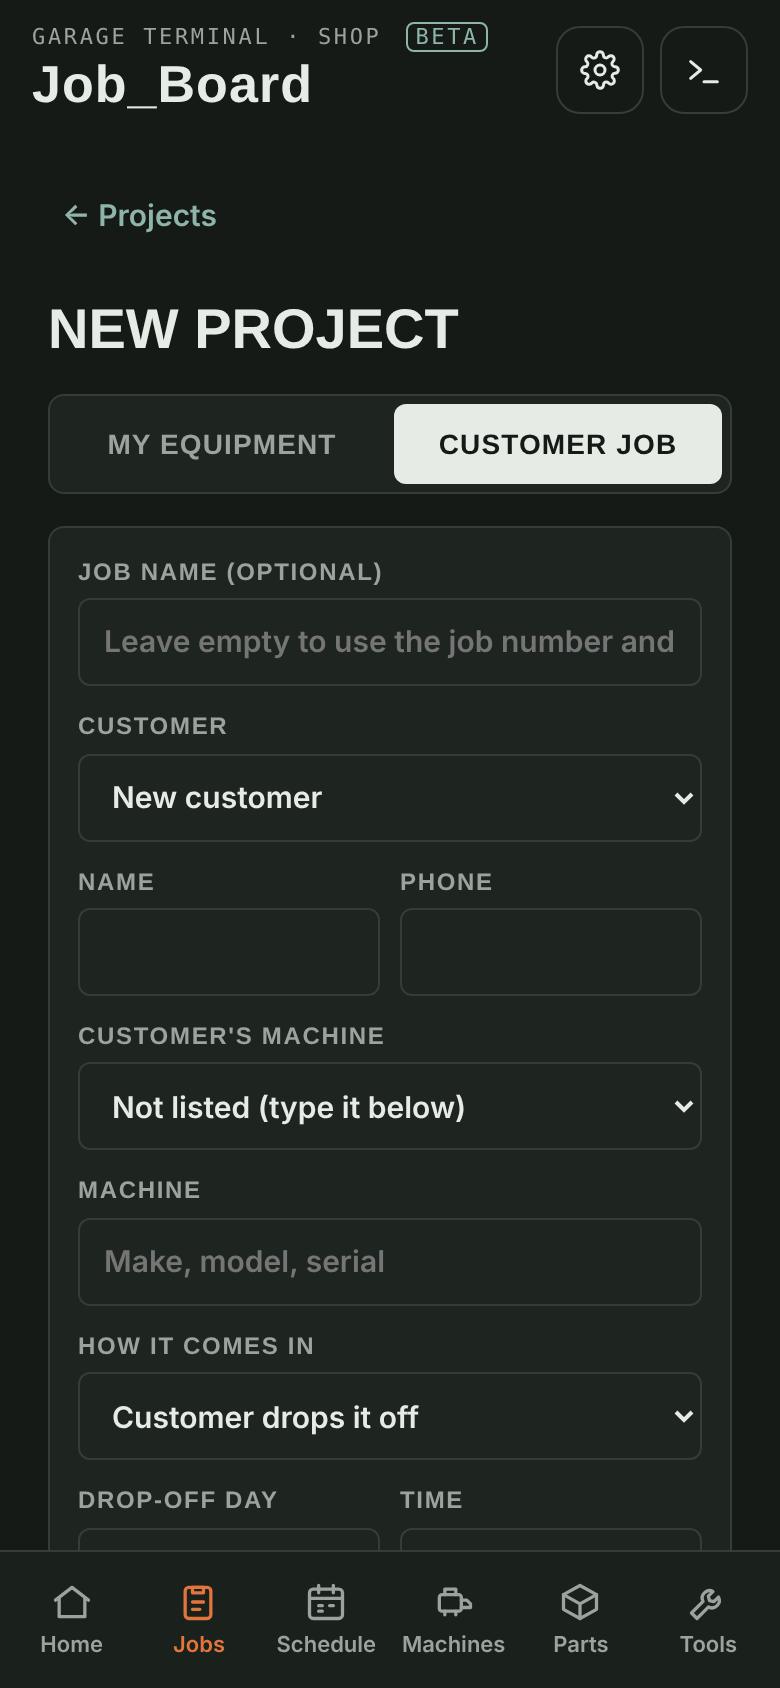 GARAGE TERMINAL · SHOP BETA
Job_Board
← Projects
NEW PROJECT
MY EQUIPMENT
CUSTOMER JOB
JOB NAME (OPTIONAL)
Leave empty to use the job number and
CUSTOMER
New customer
NAME
PHONE
CUSTOMER'S MACHINE
Not listed (type it below)
MACHINE
Make, model, serial
HOW IT COMES IN
Customer drops it off
DROP-OFF DAY
TIME
Home
Jobs
Schedule
Machines
Parts
Tools